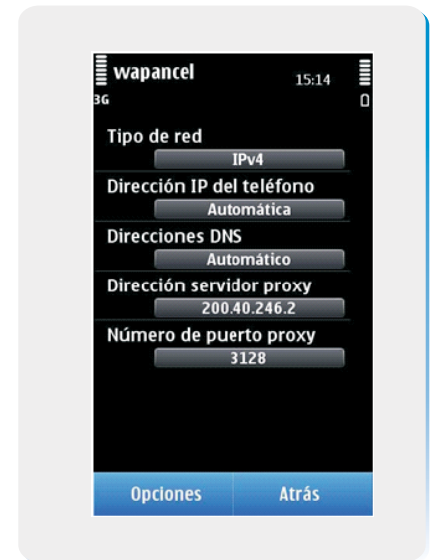 wapancel
15:14
3G
Tipo de red
IPv4
Dirección IP del teléfono
Automática
Direcciones DNS
Automático
Dirección servidor proxy
200.40.246.2
Número de puerto proxy
3128
Opciones
Atrás